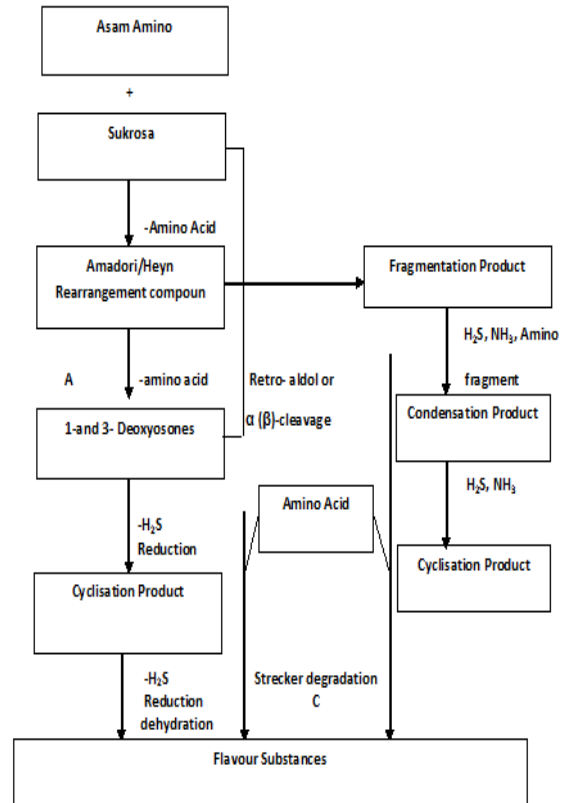 Asam Amino
+
Sukrosa
-Amino Acid
Amadori/Heyn
Rearrangement compoun
Fragmentation Product
H₂S, NH₃, Amino
fragment
A
-amino acid
Retro- aldol or
α (β)-cleavage
1-and 3- Deoxyosones
Condensation Product
H₂S, NH₃
Amino Acid
-H₂S
Reduction
Cyclisation Product
Cyclisation Product
-H₂S
Reduction
dehydration
Strecker degradation
C
Flavour Substances